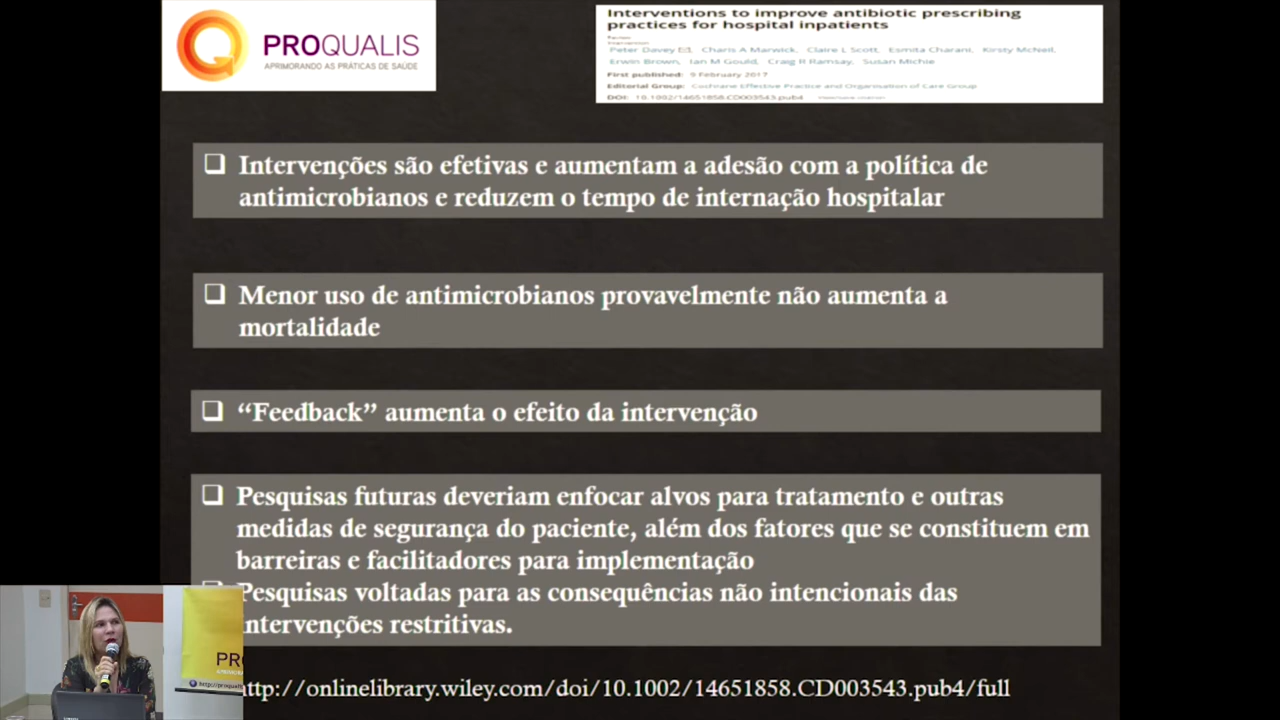 PROQUALIS
APRIMORANDO AS PRÁTICAS DE SAÚDE
Interventions to improve antibiotic prescribing
practices for hospital inpatients
Review
Intervention
Peter Davey, Charis A Marwick, Claire L Scott, Esmita Charani, Kirsty McNeil,
Erwin Brown, Ian M Gould, Craig R Ramsay, Susan Michie
First published: 9 February 2017
Editorial Group: Cochrane Effective Practice and Organisation of Care Group
DOI: 10.1002/14651858.CD003543.pub4
Intervenções são efetivas e aumentam a adesão com a política de
antimicrobianos e reduzem o tempo de internação hospitalar
Menor uso de antimicrobianos provavelmente não aumenta a
mortalidade
“Feedback” aumenta o efeito da intervenção
Pesquisas futuras deveriam enfocar alvos para tratamento e outras
medidas de segurança do paciente, além dos fatores que se constituem em
barreiras e facilitadores para implementação
Pesquisas voltadas para as consequências não intencionais das
intervenções restritivas.
ttp://onlinelibrary.wiley.com/doi/10.1002/14651858.CD003543.pub4/full
PR
http://proquali